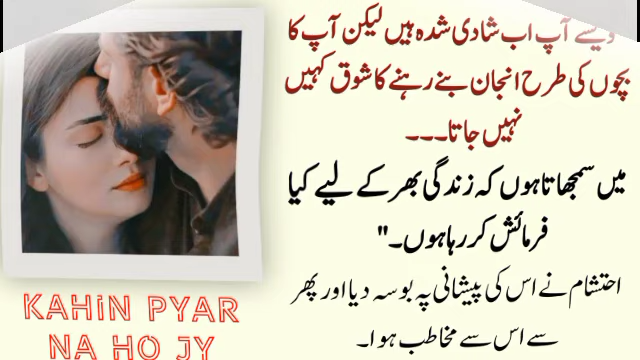 ویسے آپ اب شادی شدہ ہیں لیکن آپ کا
بچوں کی طرح انجان بنے رہنے کا شوق کہیں
نہیں جاتا۔۔۔
میں سمجھاتا ہوں کہ زندگی بھر کے لیے کیا
فرمائش کر رہا ہوں۔"
احتشام نے اس کی پیشانی پہ بوسہ دیا اور پھر
سے اس سے مخاطب ہوا۔
KAHiN PYAR
NA HO JY